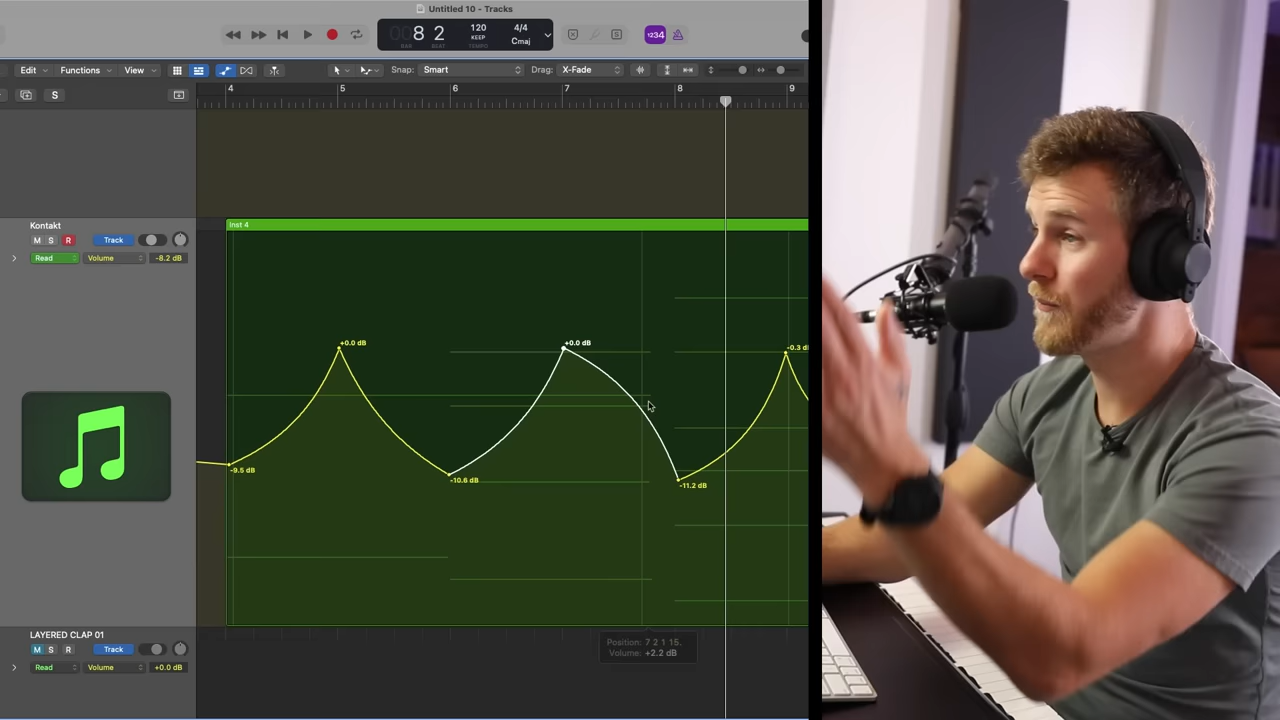 Untitled 10 - Tracks
008 2
BAR BEAT
120
KEEP
TEMPO
4/4
Cmaj
1234
Edit
Functions
View
Snap: Smart
Drag: X-Fade
S
4 5 6 7 8 9
Kontakt
M S R Track
Read Volume -8.2 dB
Inst 4
+0.0 dB
+0.0 dB
-0.3 d
-9.5 dB
-10.6 dB
-11.2 dB
LAYERED CLAP 01
M S R Track
Read Volume +0.0 dB
Position: 7 2 1 15.
Volume: +2.2 dB